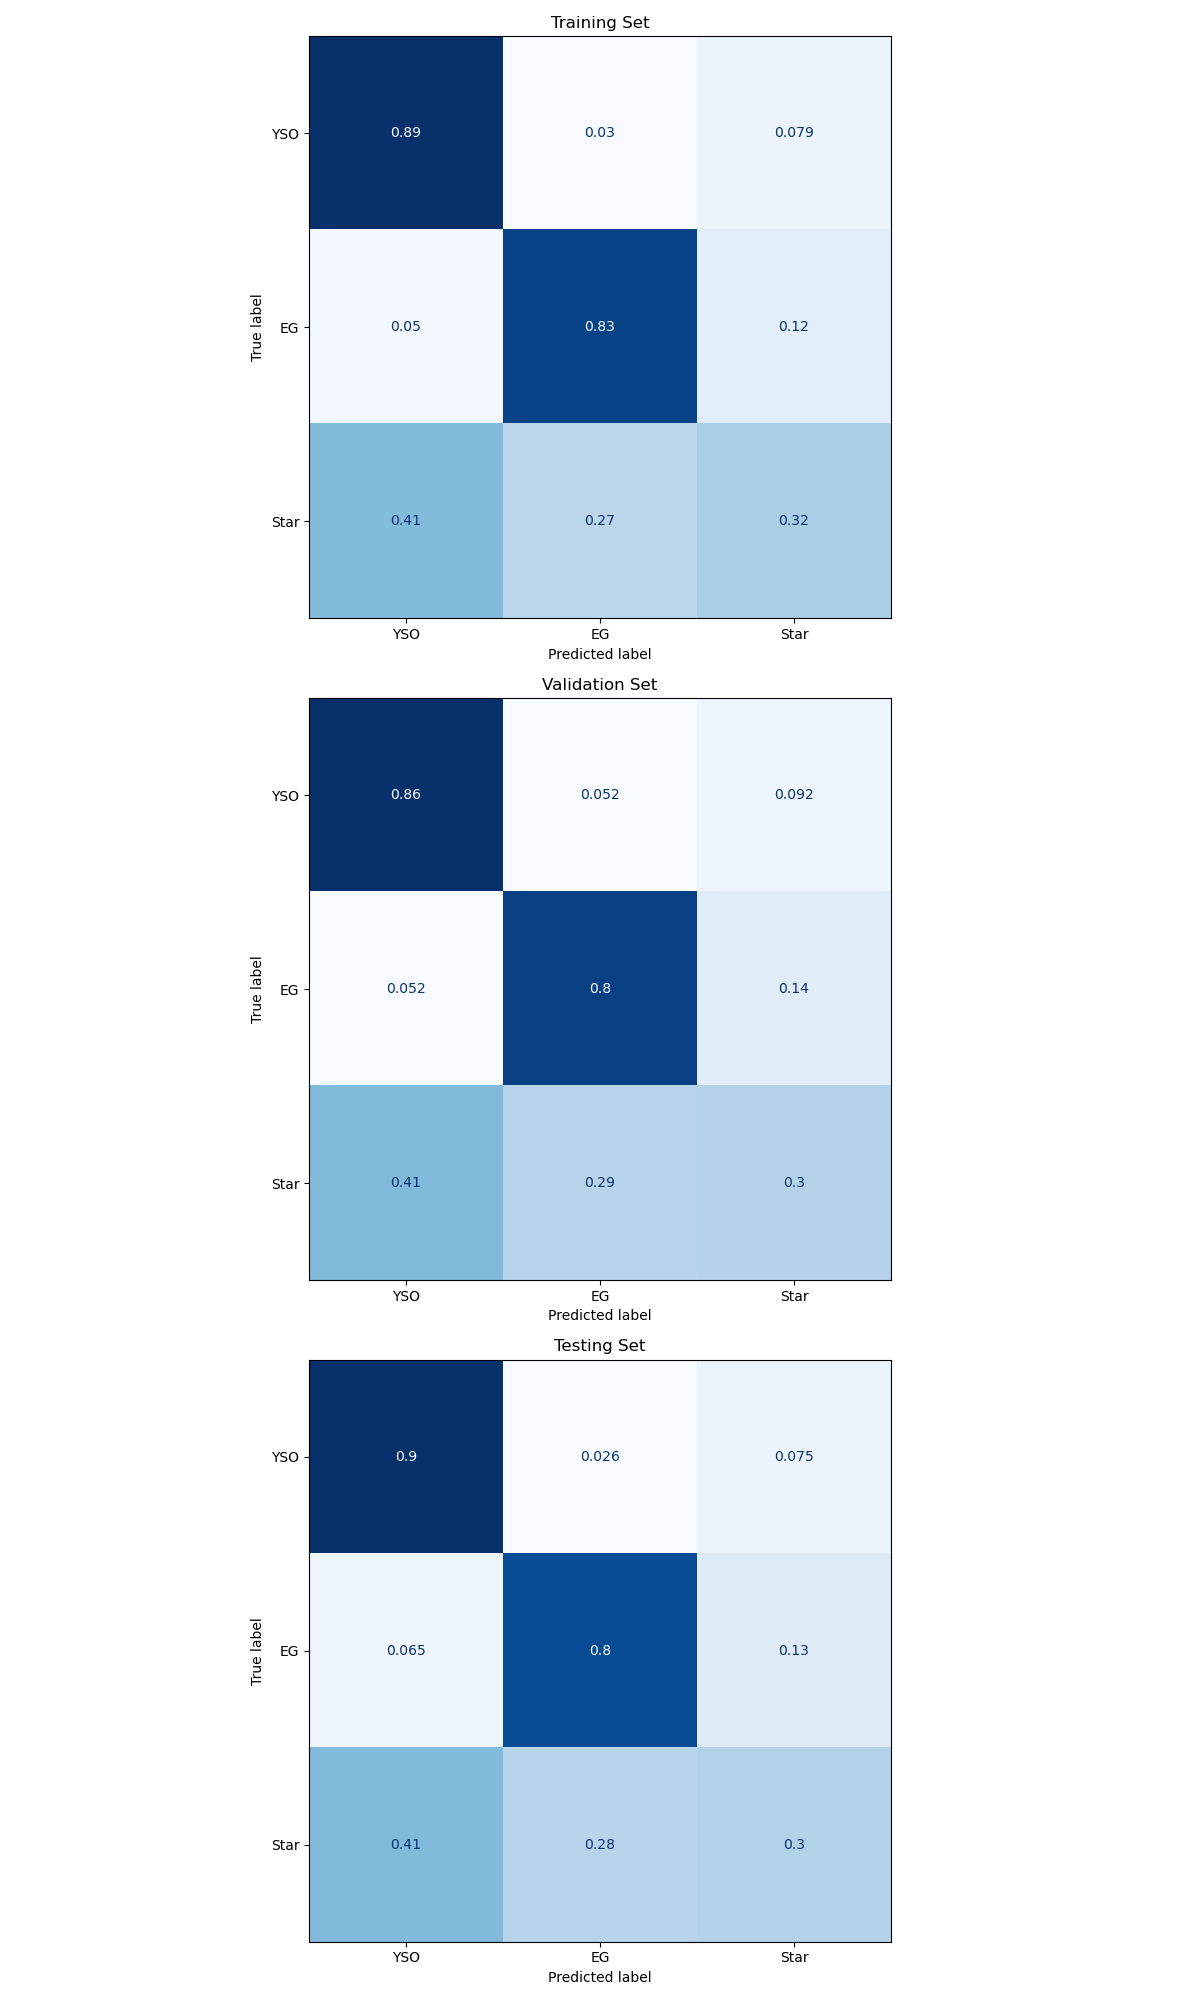 Training Set
YSO 0.89 0.03 0.079
EG 0.05 0.83 0.12
True label
Star 0.41 0.27 0.32
YSO EG Star
Predicted label
Validation Set
YSO 0.86 0.052 0.092
EG 0.052 0.8 0.14
True label
Star 0.41 0.29 0.3
YSO EG Star
Predicted label
Testing Set
YSO 0.9 0.026 0.075
EG 0.065 0.8 0.13
True label
Star 0.41 0.28 0.3
YSO EG Star
Predicted label